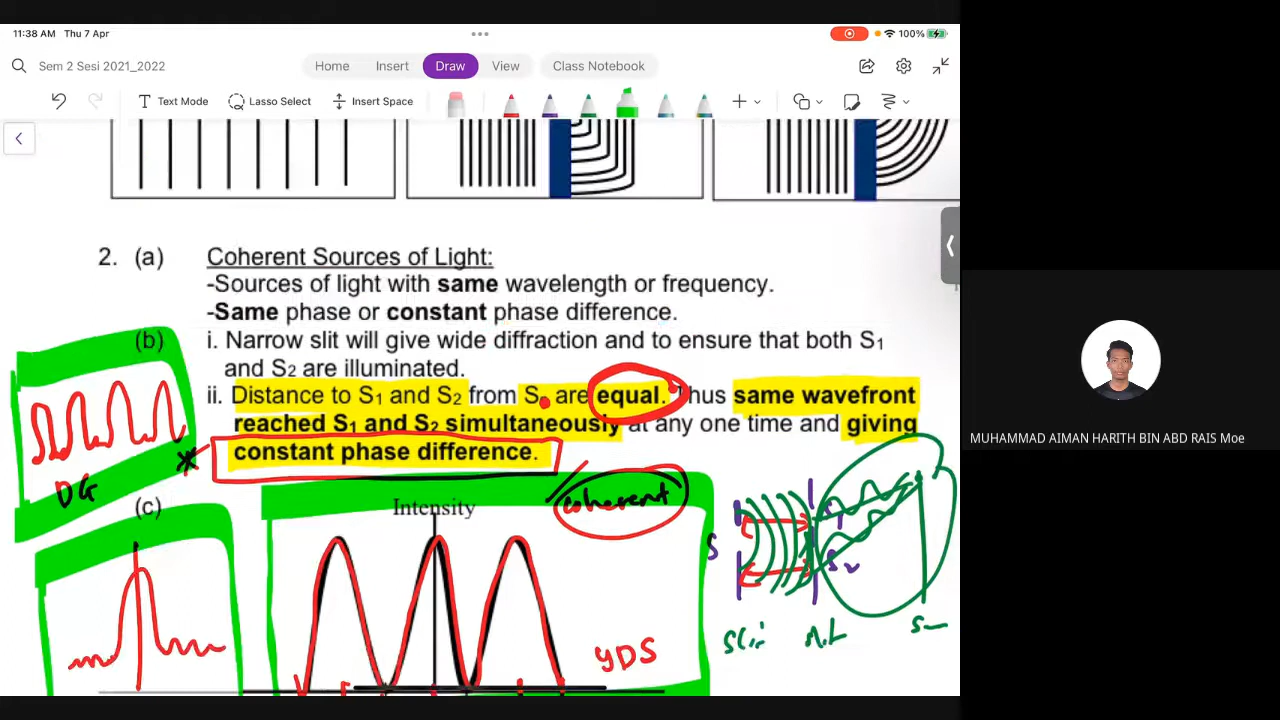 11:38 AM Thu 7 Apr
100%
Sem 2 Sesi 2021_2022
Home Insert Draw View Class Notebook
Text Mode Lasso Select Insert Space
2. (a) Coherent Sources of Light:
-Sources of light with same wavelength or frequency.
-Same phase or constant phase difference.
(b) i. Narrow slit will give wide diffraction and to ensure that both S1
and S2 are illuminated.
ii. Distance to S1 and S2 from S are equal. Thus same wavefront
reached S1 and S2 simultaneously at any one time and giving
constant phase difference.
MUHAMMAD AIMAN HARITH BIN ABD RAIS Moe
DG
(c)
Intensity
coherent
S
S1
S2
YDS